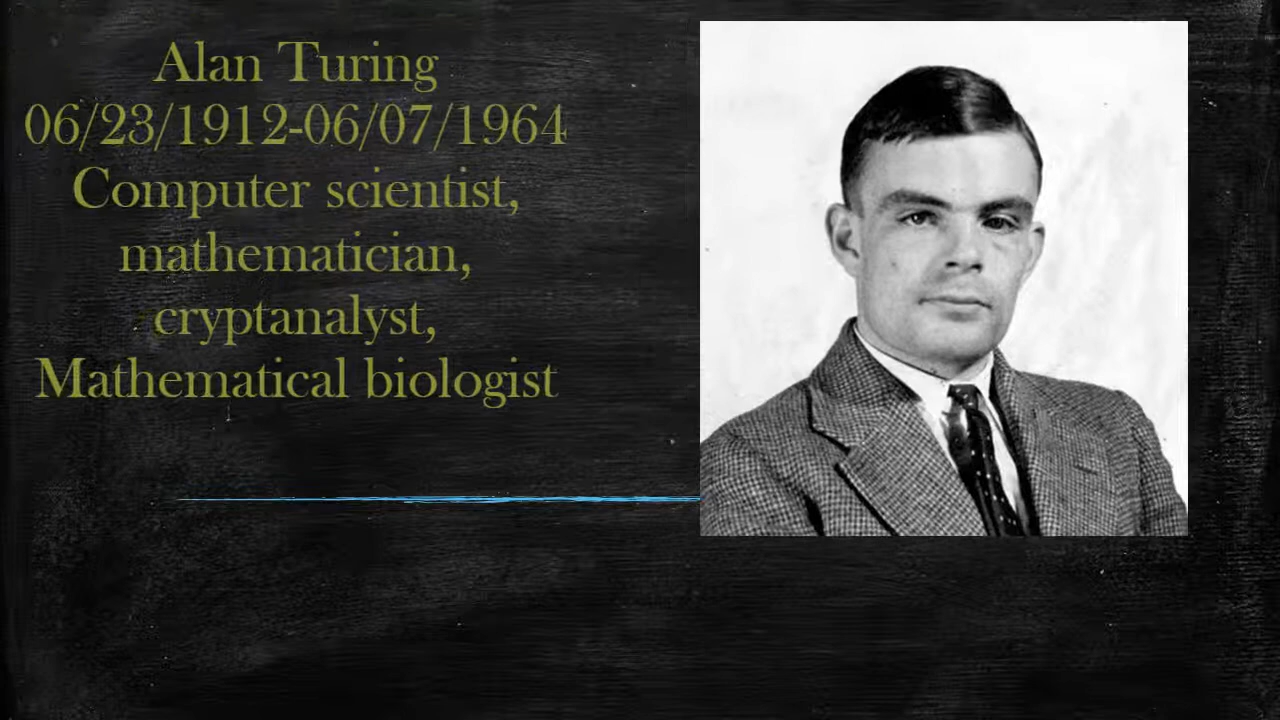 Alan Turing
06/23/1912-06/07/1964
Computer scientist,
mathematician,
cryptanalyst,
Mathematical biologist